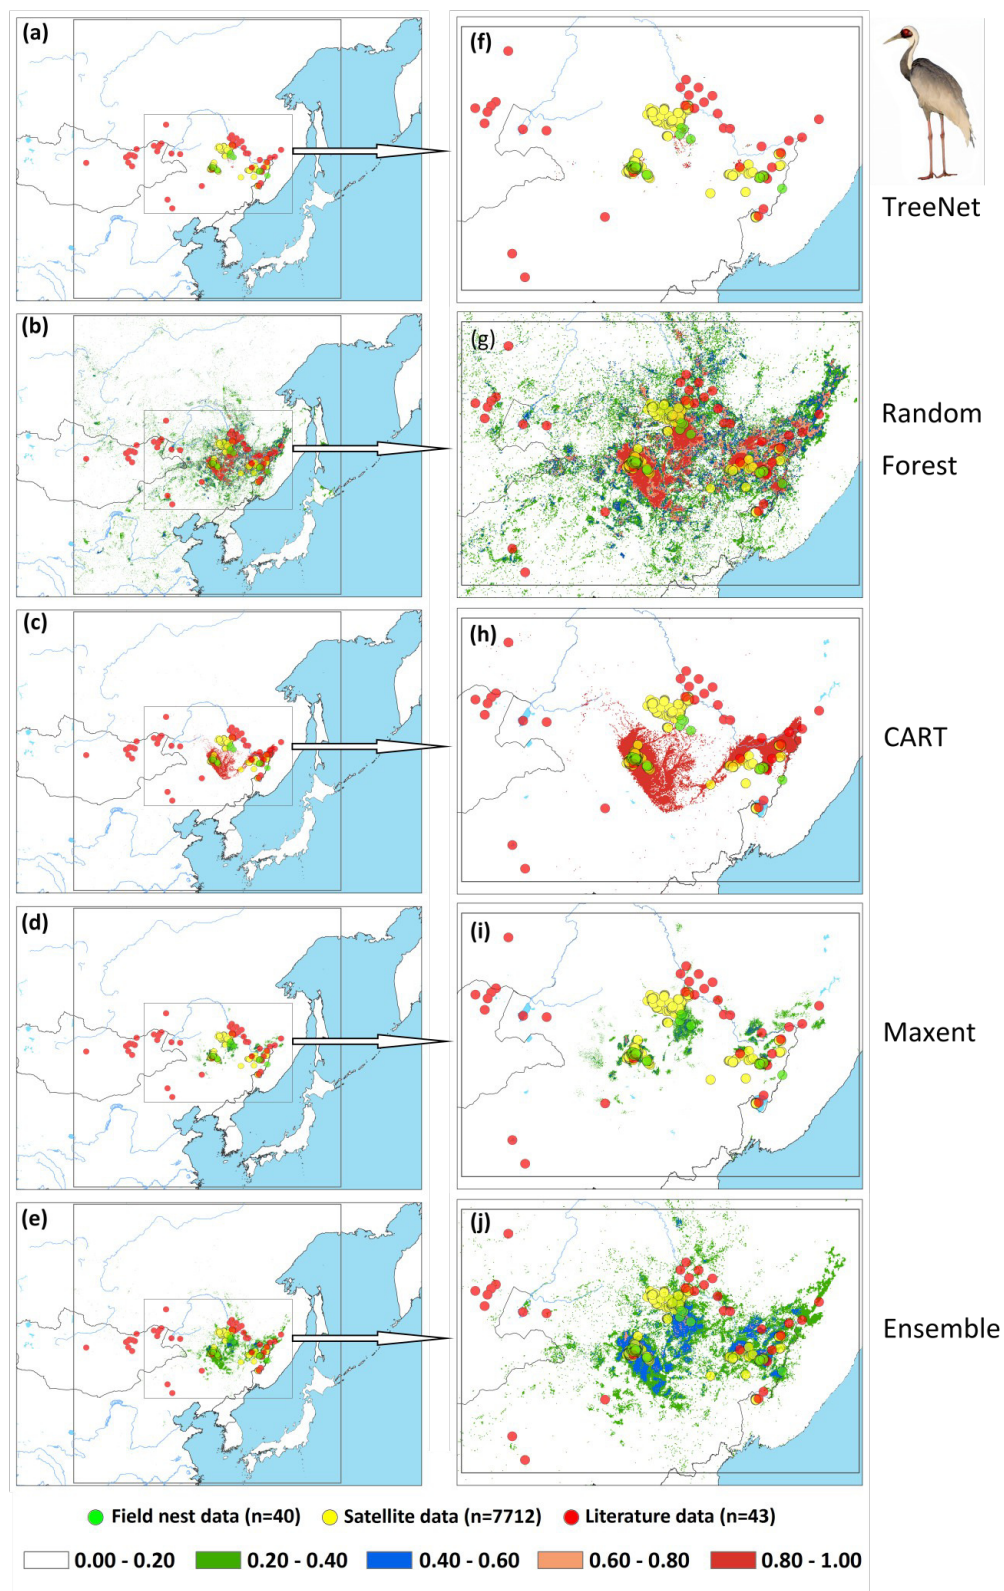 (a)
(f)
TreeNet
(b)
(g)
Random
Forest
(c)
(h)
CART
(d)
(i)
Maxent
(e)
(j)
Ensemble
Field nest data (n=40) Satellite data (n=7712) Literature data (n=43)
0.00 - 0.20 0.20 - 0.40 0.40 - 0.60 0.60 - 0.80 0.80 - 1.00